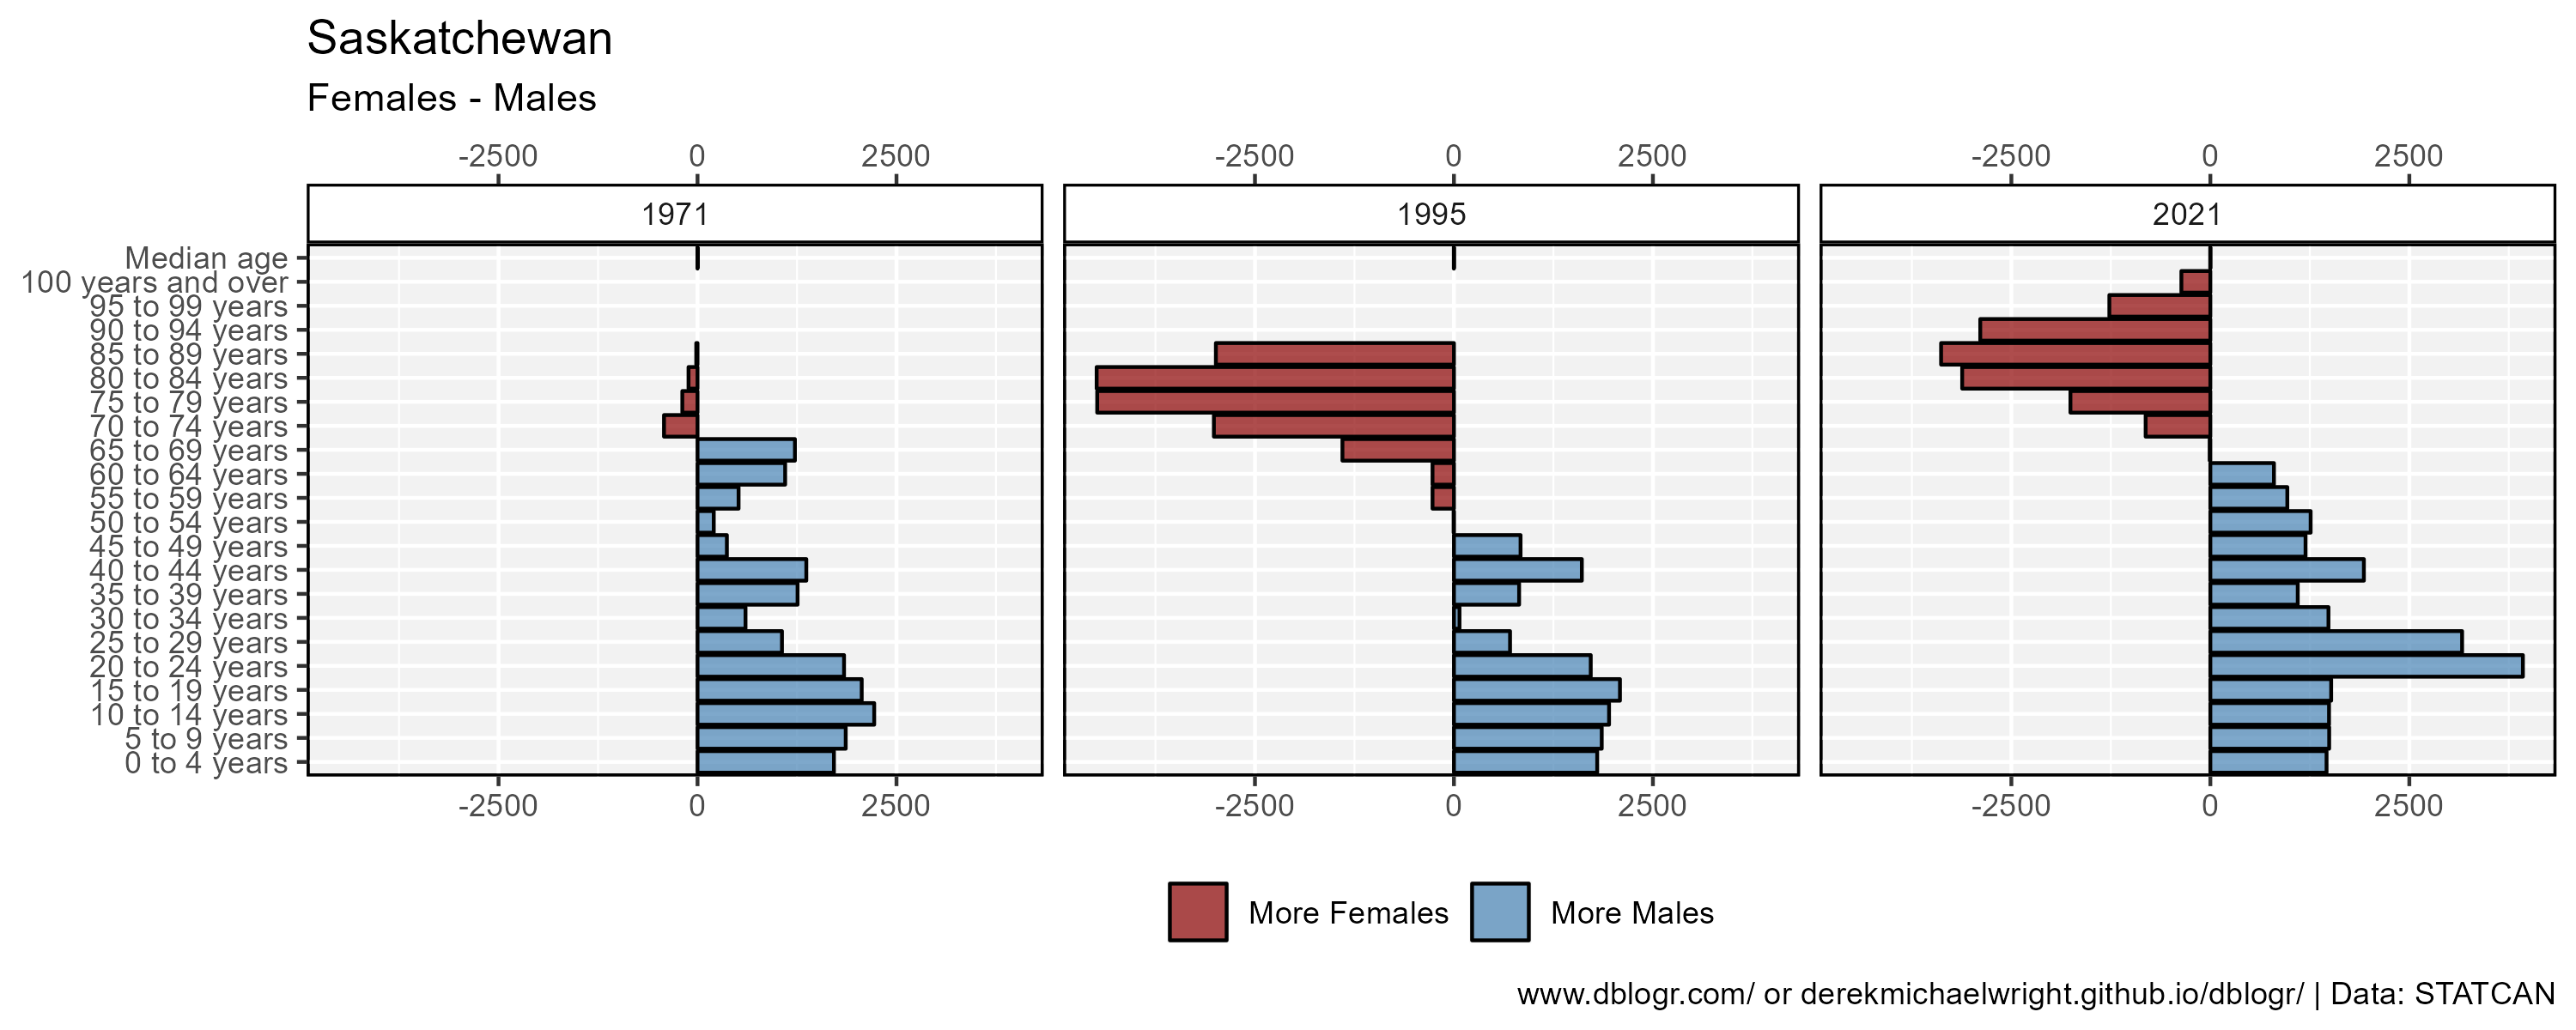 Saskatchewan
Females - Males
-2500 0 2500 -2500 0 2500 -2500 0 2500
1971 1995 2021
Median age
100 years and over
95 to 99 years
90 to 94 years
85 to 89 years
80 to 84 years
75 to 79 years
70 to 74 years
65 to 69 years
60 to 64 years
55 to 59 years
50 to 54 years
45 to 49 years
40 to 44 years
35 to 39 years
30 to 34 years
25 to 29 years
20 to 24 years
15 to 19 years
10 to 14 years
5 to 9 years
0 to 4 years
-2500 0 2500 -2500 0 2500 -2500 0 2500
More Females More Males
www.dblogr.com/ or derekmichaelwright.github.io/dblogr/ | Data: STATCAN